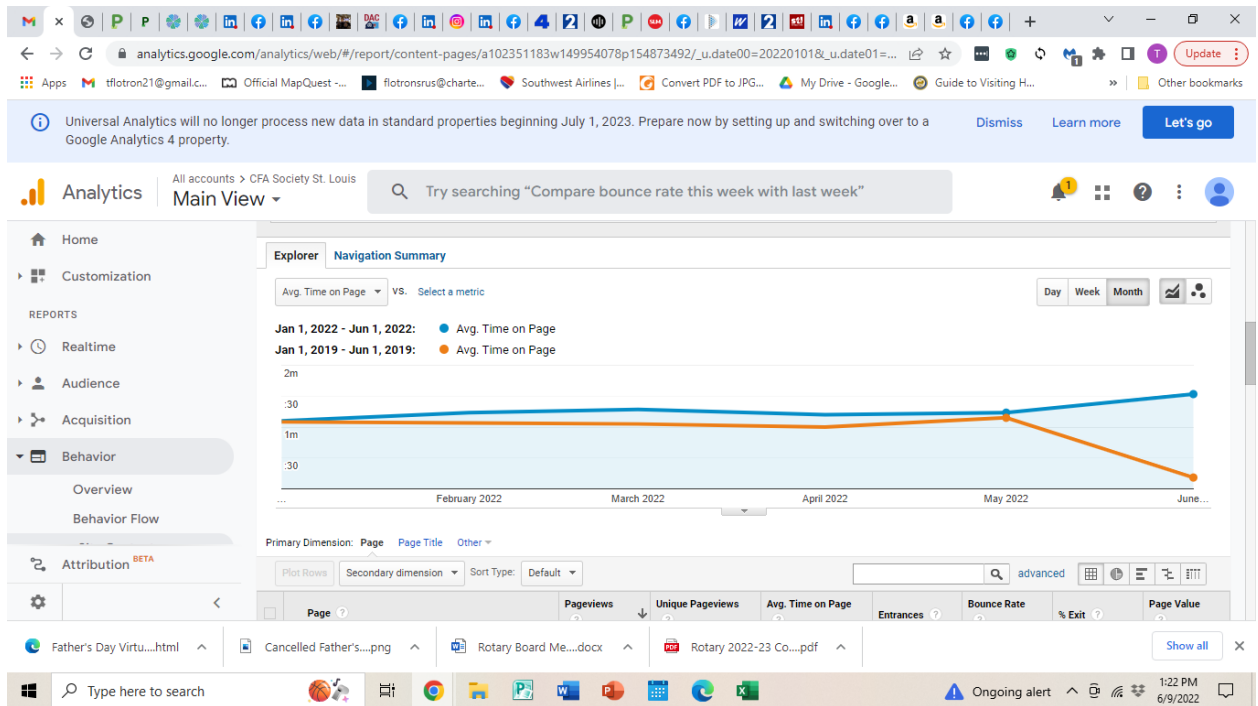 analytics.google.com/analytics/web/#/report/content-pages/a102351183w149954078p154873492/_u.date00=20220101&_u.date01=...
T
Update
Apps
tflotron21@gmail.c...
Official MapQuest -...
flotronsrus@charte...
Southwest Airlines |...
Convert PDF to JPG...
My Drive - Google...
Guide to Visiting H...
»
Other bookmarks
Universal Analytics will no longer process new data in standard properties beginning July 1, 2023. Prepare now by setting up and switching over to a
Google Analytics 4 property.
Dismiss
Learn more
Let's go
Analytics
All accounts > CFA Society St. Louis
Main View
Try searching “Compare bounce rate this week with last week”
1
Home
Customization
REPORTS
Realtime
Audience
Acquisition
Behavior
Overview
Behavior Flow
Attribution BETA
Explorer
Navigation Summary
Avg. Time on Page
VS.
Select a metric
Day
Week
Month
Jan 1, 2022 - Jun 1, 2022:
Avg. Time on Page
Jan 1, 2019 - Jun 1, 2019:
Avg. Time on Page
2m
:30
1m
:30
...
February 2022
March 2022
April 2022
May 2022
June...
Primary Dimension:
Page
Page Title
Other
Plot Rows
Secondary dimension
Sort Type:
Default
advanced
Page
Pageviews
Unique Pageviews
Avg. Time on Page
Entrances
Bounce Rate
% Exit
Page Value
Father's Day Virtu....html
Cancelled Father's....png
Rotary Board Me....docx
Rotary 2022-23 Co....pdf
Show all
Type here to search
Ongoing alert
1:22 PM
6/9/2022